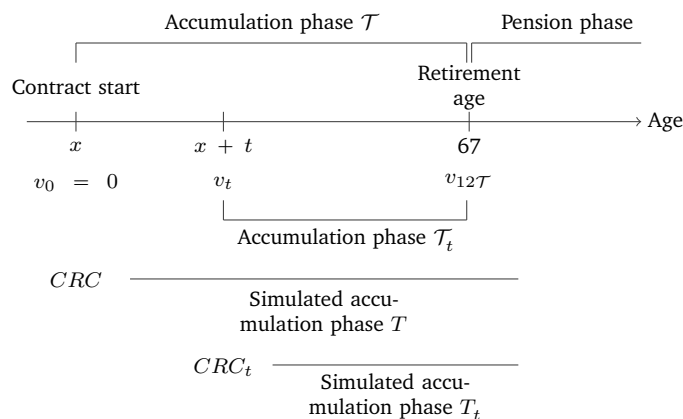 Accumulation phase 𝒯
Pension phase
Contract start
Retirement
age
Age
x
x + t
67
v₀ = 0
vₜ
v₁₂𝒯
Accumulation phase 𝒯ₜ
CRC
Simulated accu-
mulation phase T
CRCₜ
Simulated accu-
mulation phase Tₜ